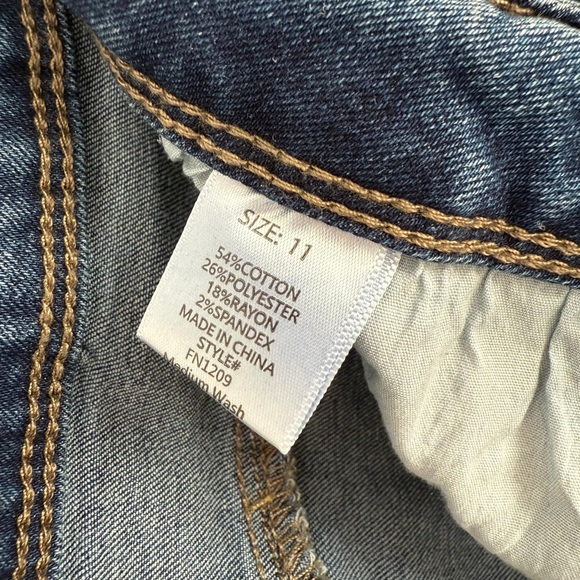 SIZE: 11
54%COTTON
26%POLYESTER
18%RAYON
2%SPANDEX
MADE IN CHINA
STYLE#
FN1209
Medium Wash